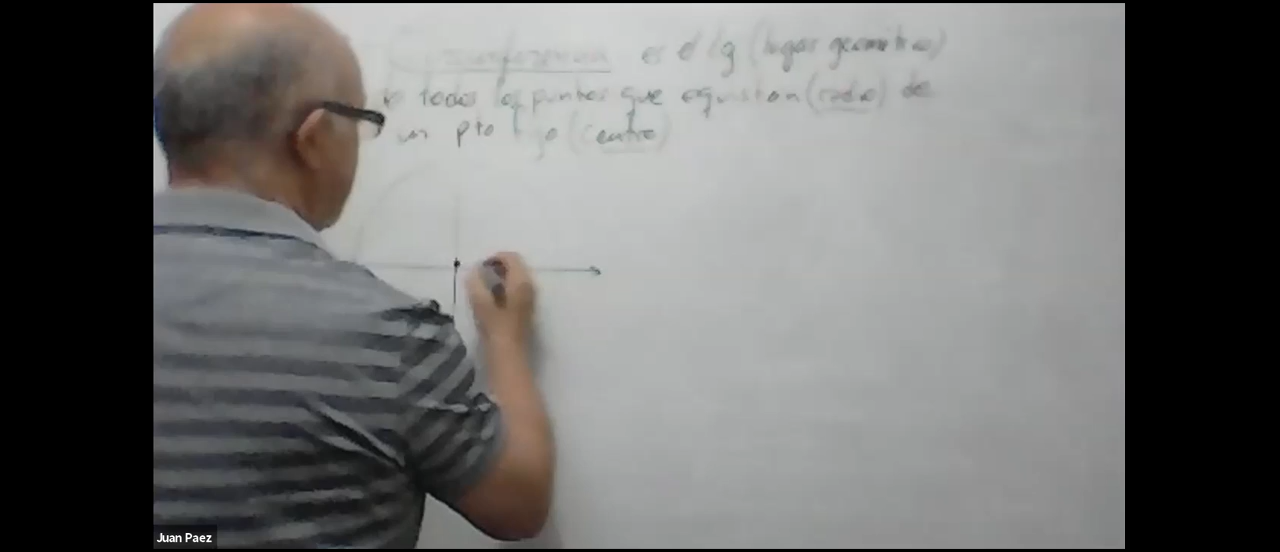 Circunferencia es el lg (lugar geométrico)
de todos los puntos que equistan (radio) de
un pto fijo (centro)
Juan Paez